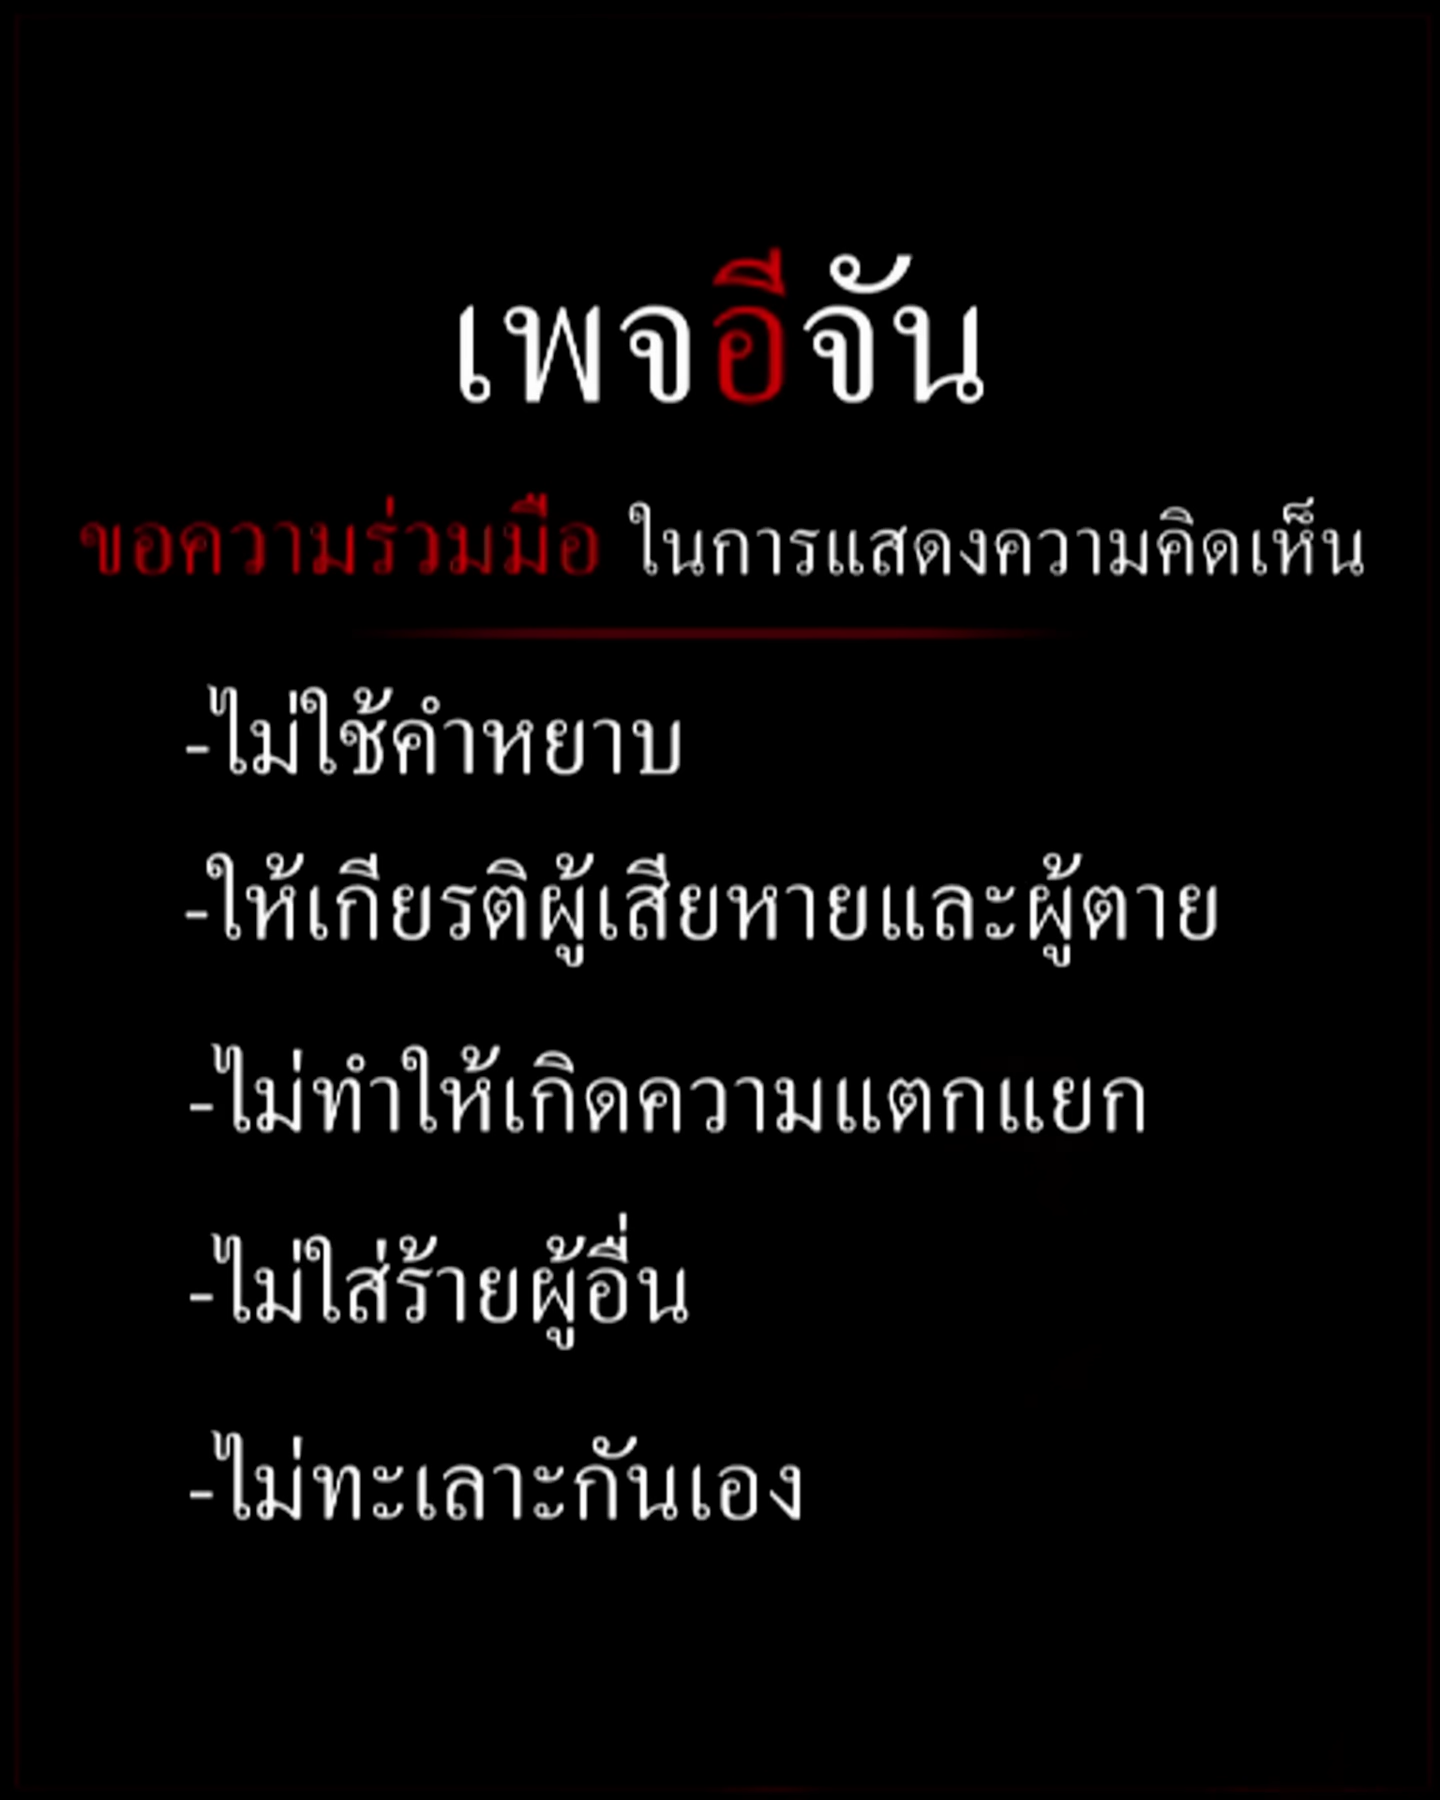 เพจอีจัน
ขอความร่วมมือ ในการแสดงความคิดเห็น
-ไม่ใช้คำหยาบ
-ให้เกียรติผู้เสียหายและผู้ตาย
-ไม่ทำให้เกิดความแตกแยก
-ไม่ใส่ร้ายผู้อื่น
-ไม่ทะเลาะกันเอง